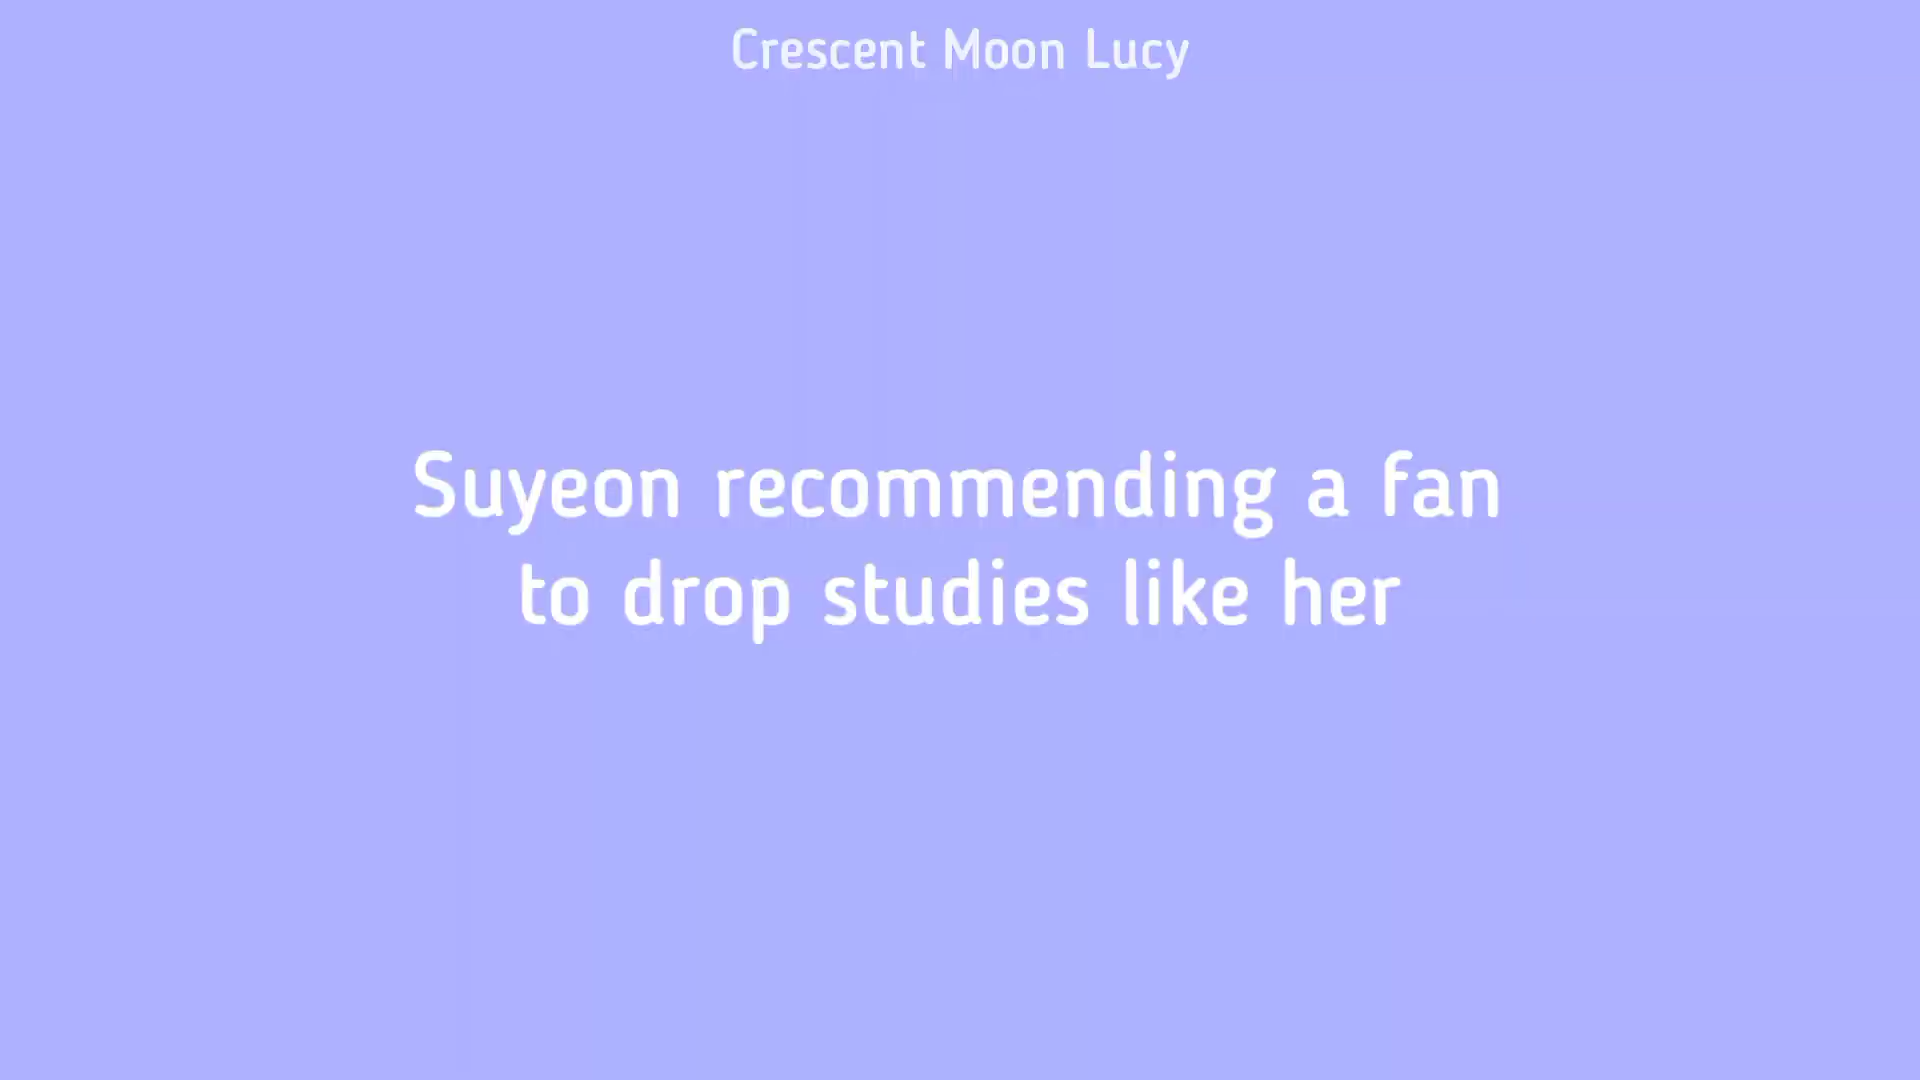 Crescent Moon Lucy
Suyeon recommending a fan
to drop studies like her